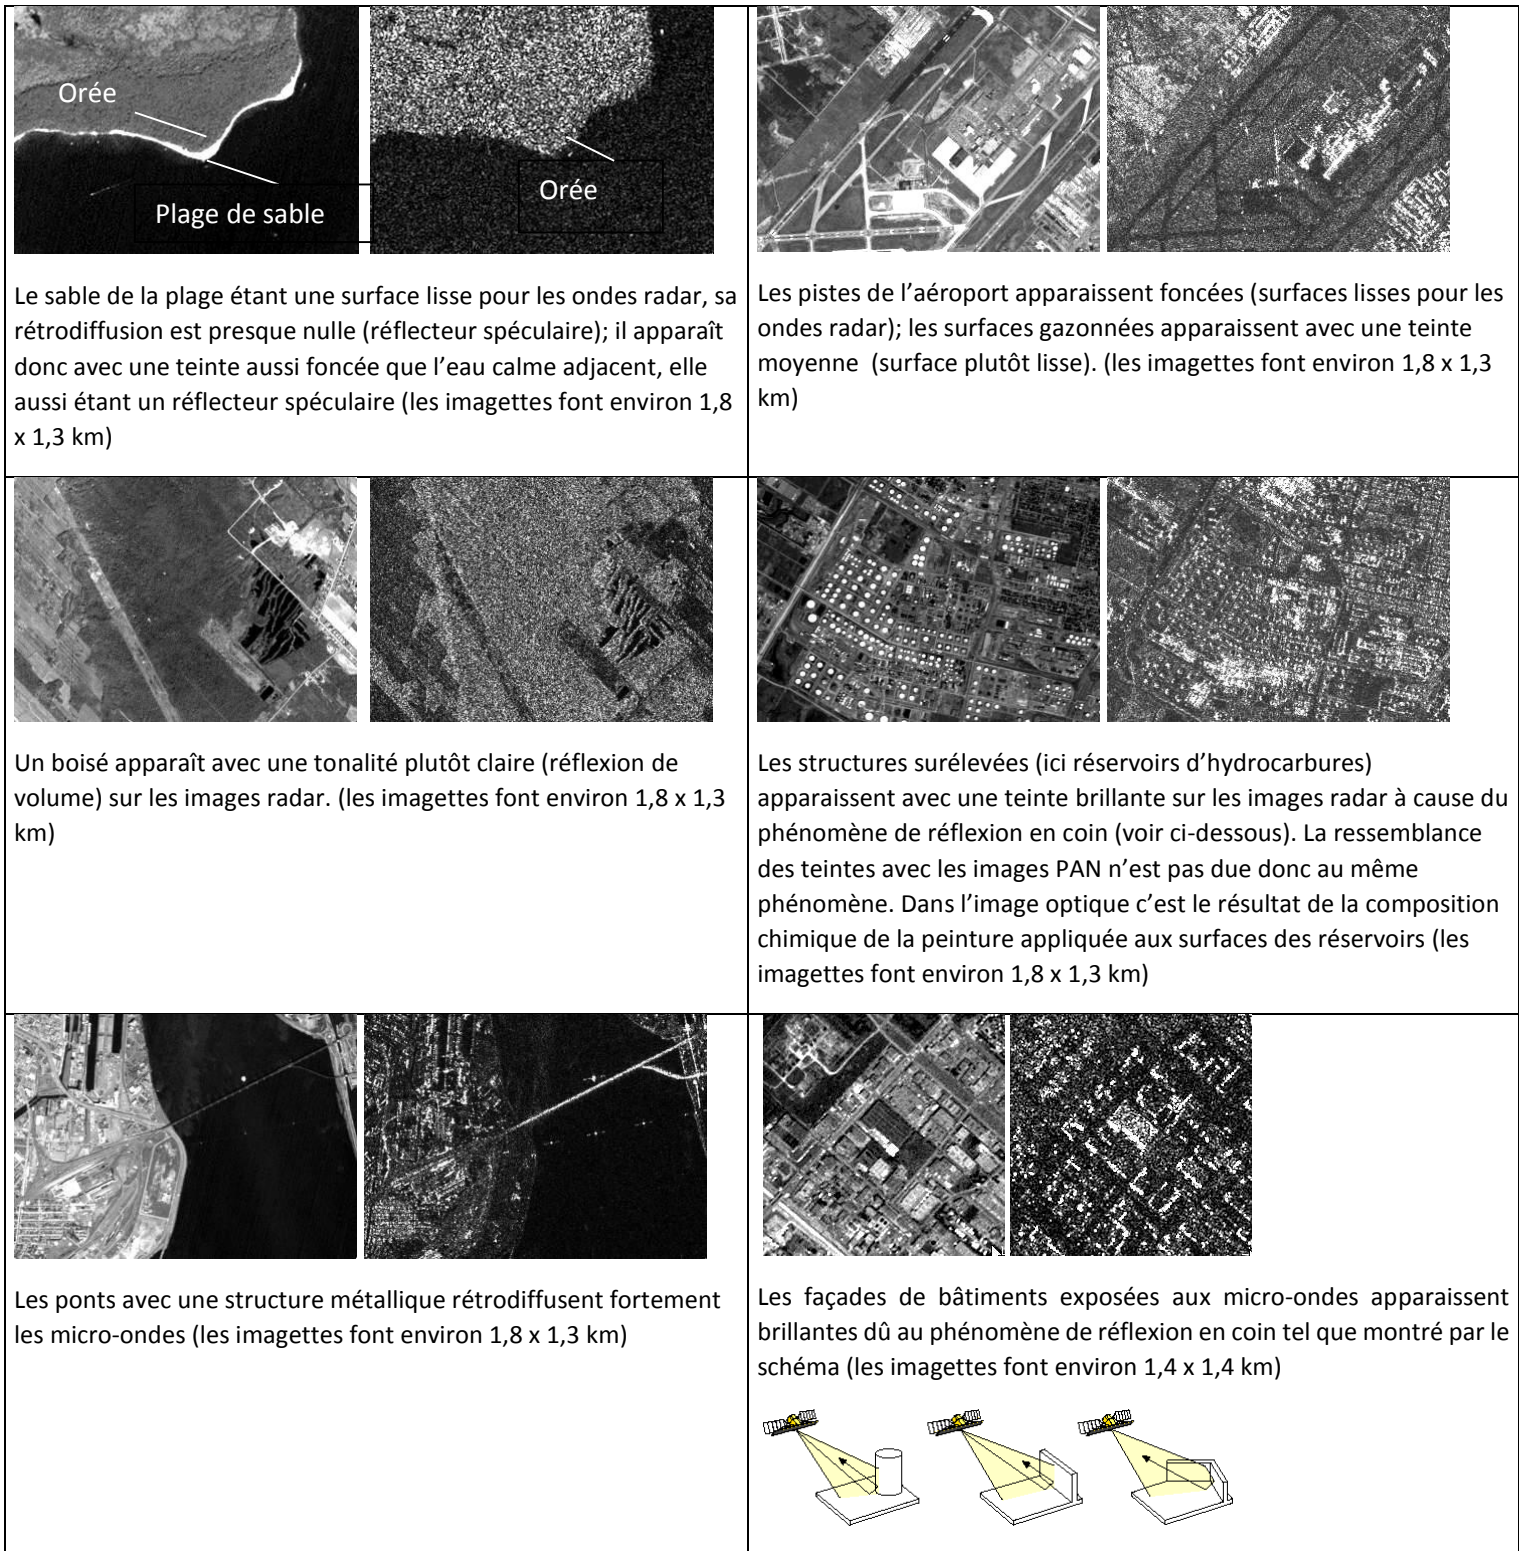 Orée
Plage de sable
Orée
Le sable de la plage étant une surface lisse pour les ondes radar, sa
rétrodiffusion est presque nulle (réflecteur spéculaire); il apparaît
donc avec une teinte aussi foncée que l’eau calme adjacent, elle
aussi étant un réflecteur spéculaire (les imagettes font environ 1,8
x 1,3 km)
Les pistes de l’aéroport apparaissent foncées (surfaces lisses pour les
ondes radar); les surfaces gazonnées apparaissent avec une teinte
moyenne (surface plutôt lisse). (les imagettes font environ 1,8 x 1,3
km)
Un boisé apparaît avec une tonalité plutôt claire (réflexion de
volume) sur les images radar. (les imagettes font environ 1,8 x 1,3
km)
Les structures surélevées (ici réservoirs d’hydrocarbures)
apparaissent avec une teinte brillante sur les images radar à cause du
phénomène de réflexion en coin (voir ci-dessous). La ressemblance
des teintes avec les images PAN n’est pas due donc au même
phénomène. Dans l’image optique c’est le résultat de la composition
chimique de la peinture appliquée aux surfaces des réservoirs (les
imagettes font environ 1,8 x 1,3 km)
Les ponts avec une structure métallique rétrodiffusent fortement
les micro-ondes (les imagettes font environ 1,8 x 1,3 km)
Les façades de bâtiments exposées aux micro-ondes apparaissent
brillantes dû au phénomène de réflexion en coin tel que montré par le
schéma (les imagettes font environ 1,4 x 1,4 km)